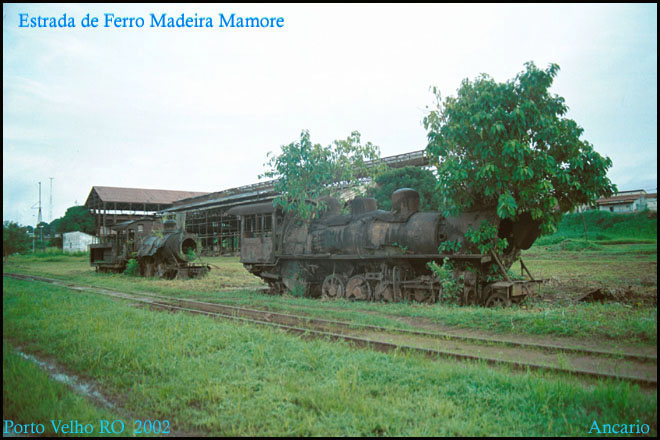 Estrada de Ferro Madeira Mamore
Porto Velho RO  2002
Ancario